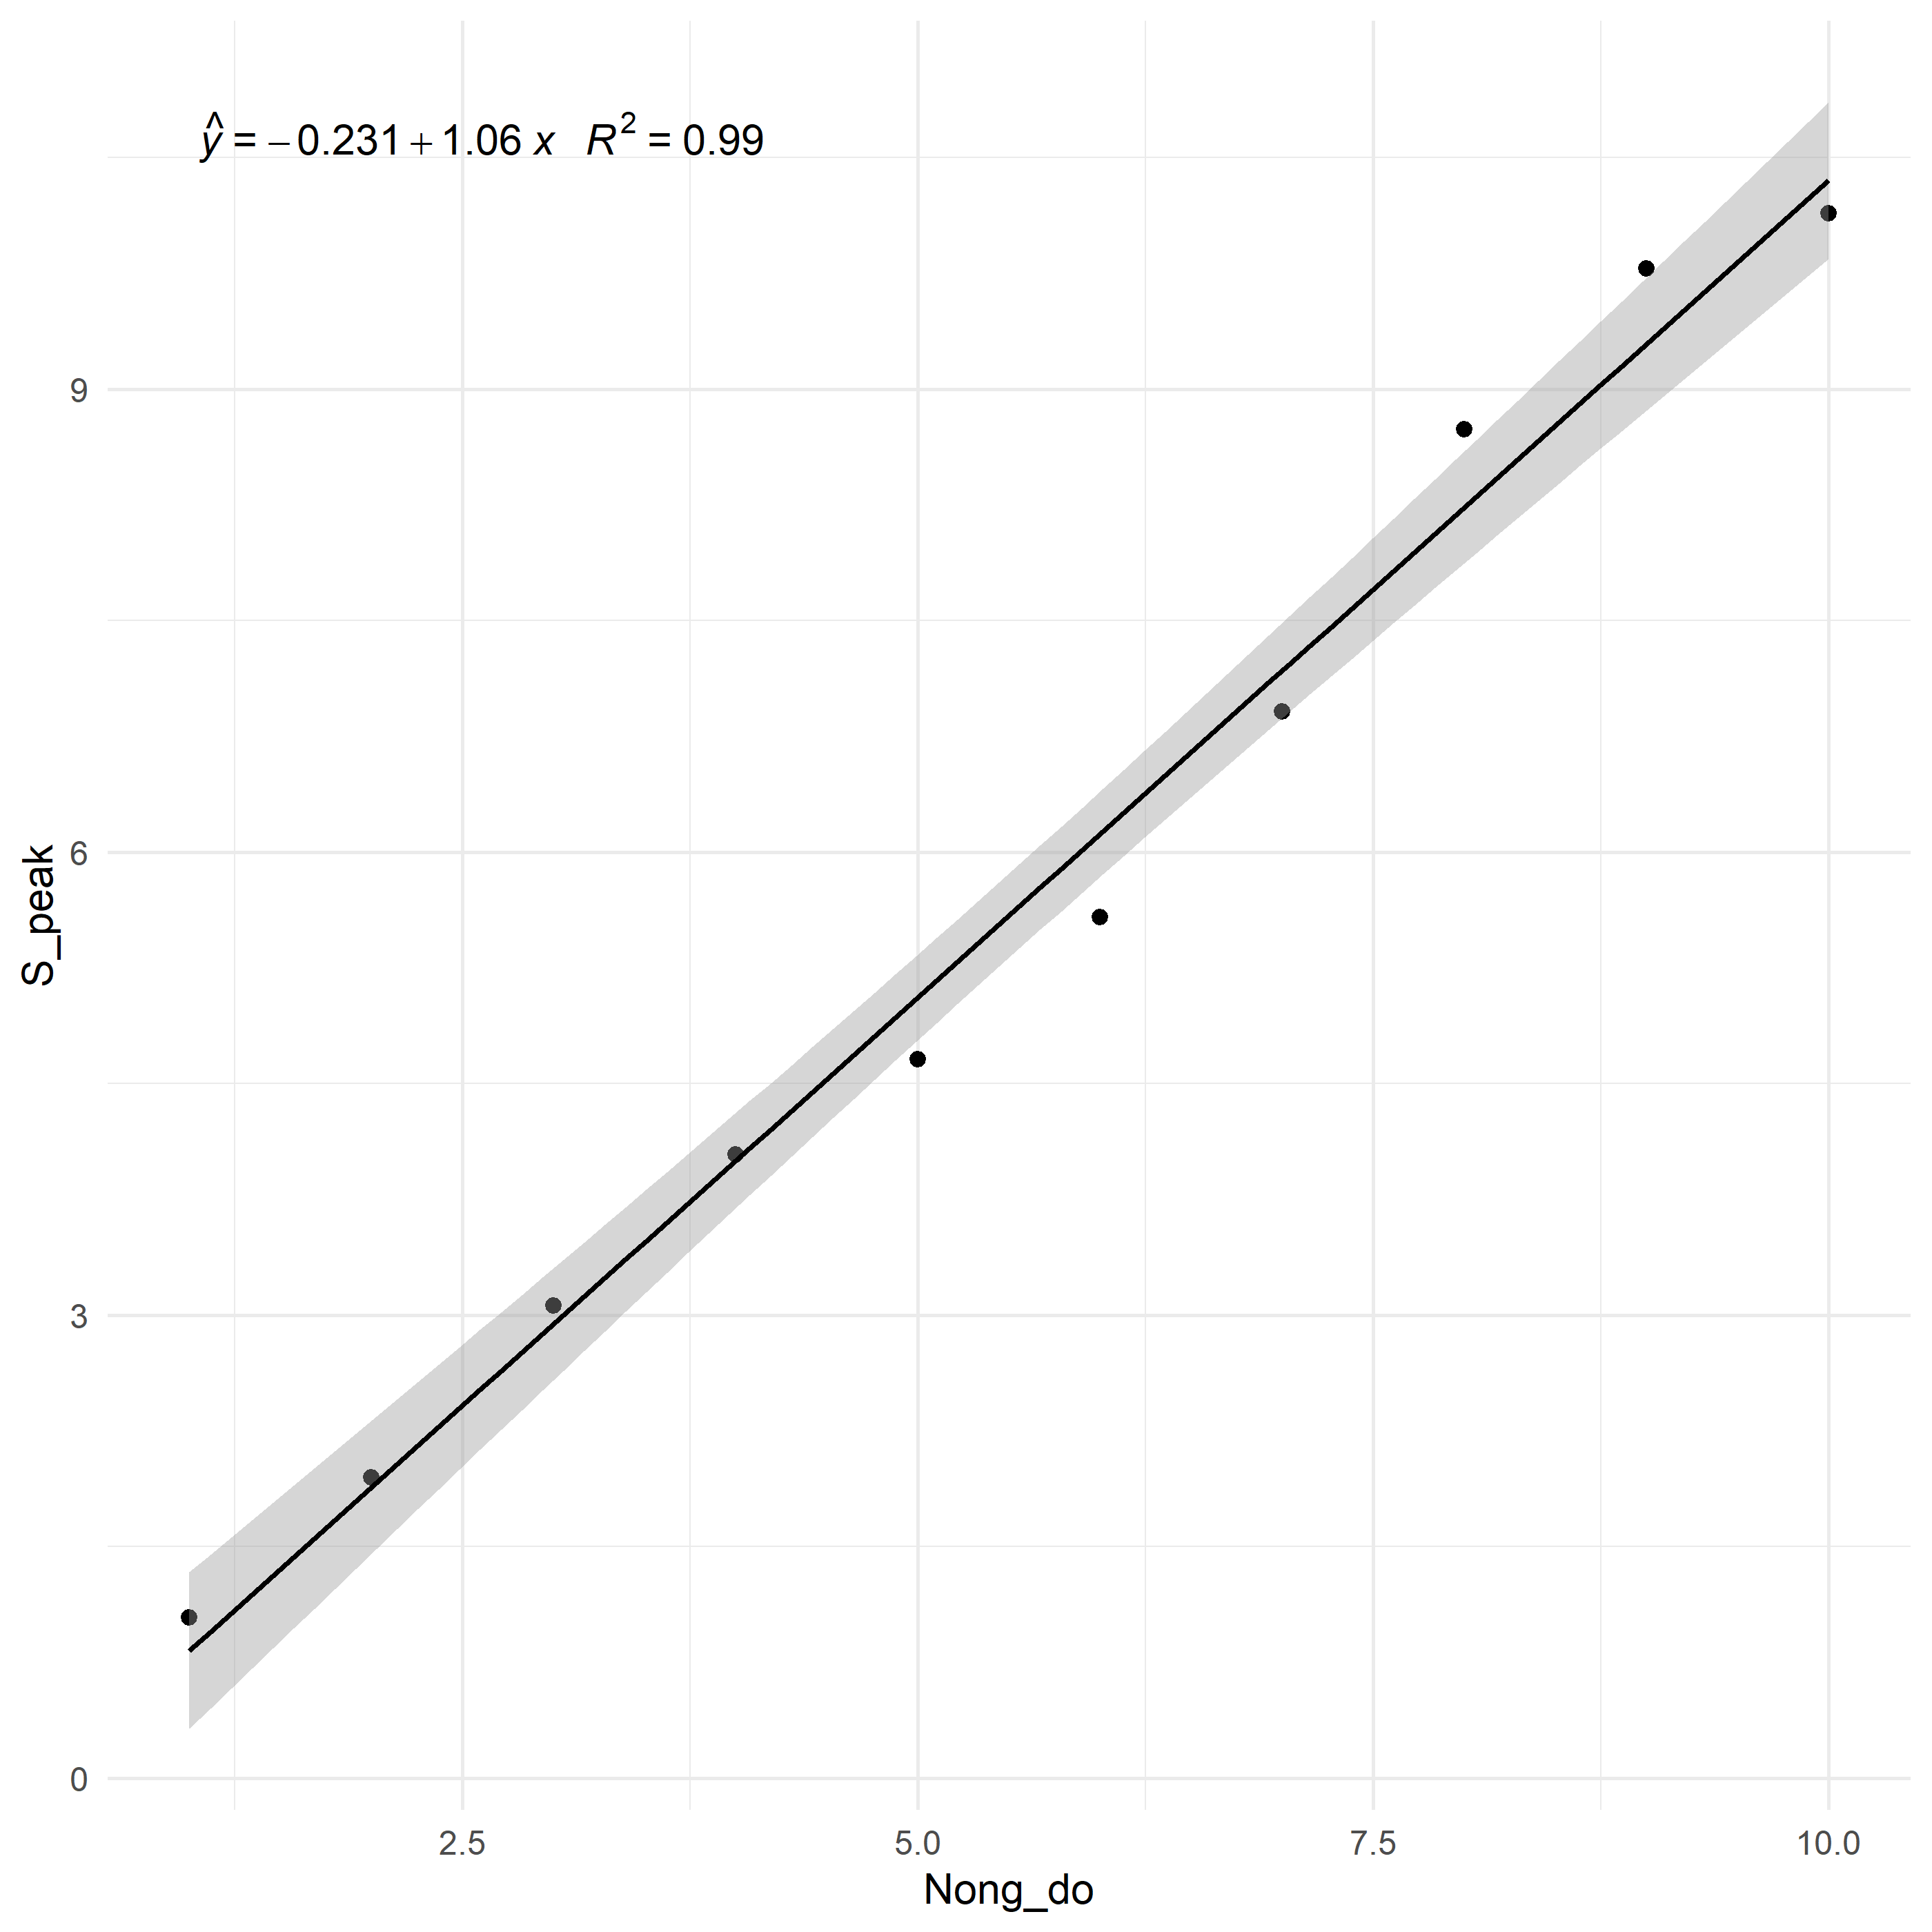 ŷ = −0.231 + 1.06 x R² = 0.99
9
6
3
0
S_peak
2.5 5.0 7.5 10.0
Nong_do